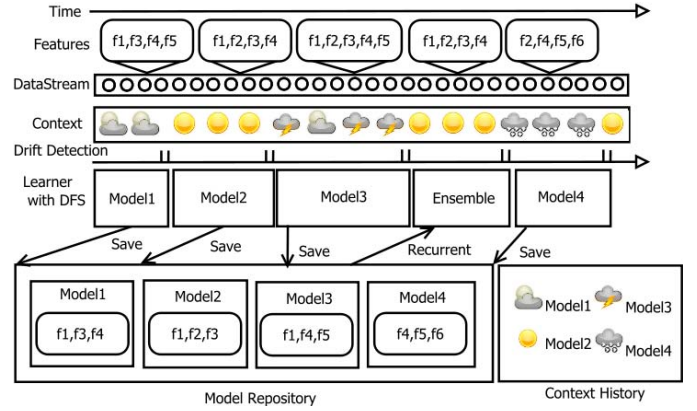 Time
Features
f1,f3,f4,f5
f1,f2,f3,f4
f1,f2,f3,f4,f5
f1,f2,f3,f4
f2,f4,f5,f6
DataStream
Context
Drift Detection
Learner
with DFS
Model1
Model2
Model3
Ensemble
Model4
Save
Save
Save
Recurrent
Save
Model1
Model2
Model3
Model4
f1,f3,f4
f1,f2,f3
f1,f4,f5
f4,f5,f6
Model1
Model3
Model2
Model4
Model Repository
Context History